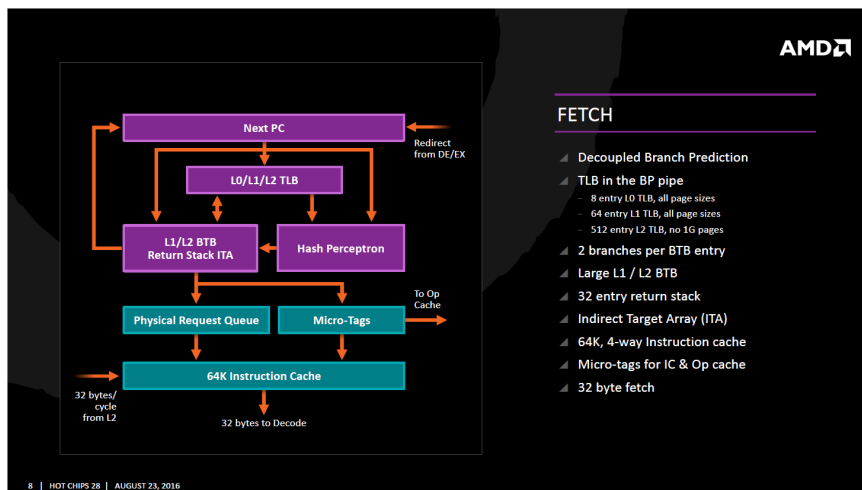 AMD
Next PC
Redirect
from DE/EX
L0/L1/L2 TLB
L1/L2 BTB
Return Stack ITA
Hash Perceptron
To Op
Cache
Physical Request Queue
Micro-Tags
64K Instruction Cache
32 bytes/
cycle
from L2
32 bytes to Decode
FETCH
Decoupled Branch Prediction
TLB in the BP pipe
– 8 entry L0 TLB, all page sizes
– 64 entry L1 TLB, all page sizes
– 512 entry L2 TLB, no 1G pages
2 branches per BTB entry
Large L1 / L2 BTB
32 entry return stack
Indirect Target Array (ITA)
64K, 4-way Instruction cache
Micro-tags for IC & Op cache
32 byte fetch
8 | HOT CHIPS 28 | AUGUST 23, 2016